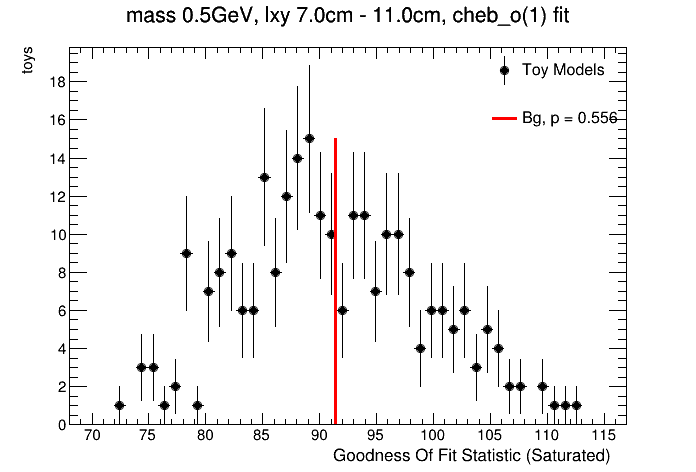 mass 0.5GeV, lxy 7.0cm - 11.0cm, cheb_o(1) fit
toys
Toy Models
Bg, p = 0.556
18
16
14
12
10
8
6
4
2
0
70 75 80 85 90 95 100 105 110 115
Goodness Of Fit Statistic (Saturated)